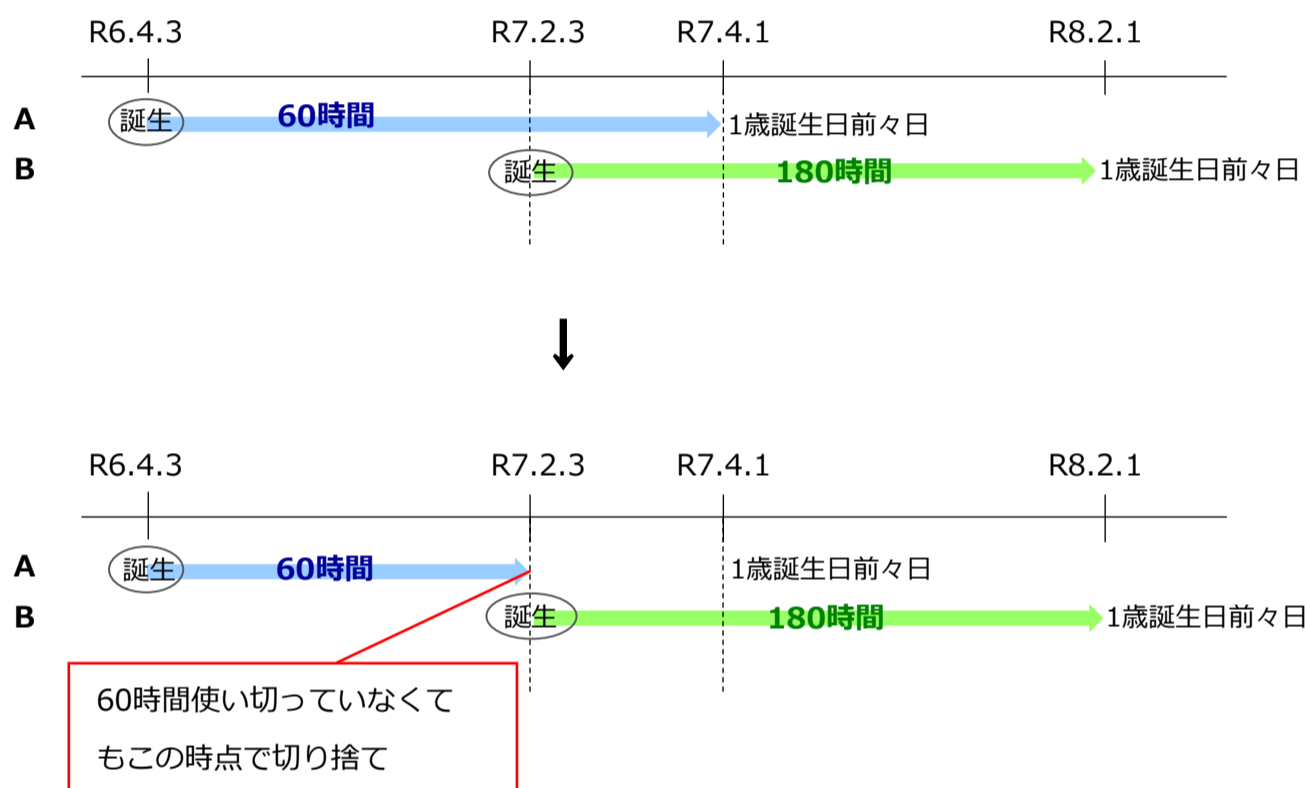 R6.4.3 R7.2.3 R7.4.1 R8.2.1
A 誕生 60時間 1歳誕生日前々日
B 誕生 180時間 1歳誕生日前々日
↓
R6.4.3 R7.2.3 R7.4.1 R8.2.1
A 誕生 60時間 1歳誕生日前々日
B 誕生 180時間 1歳誕生日前々日
60時間使い切っていなくて
もこの時点で切り捨て